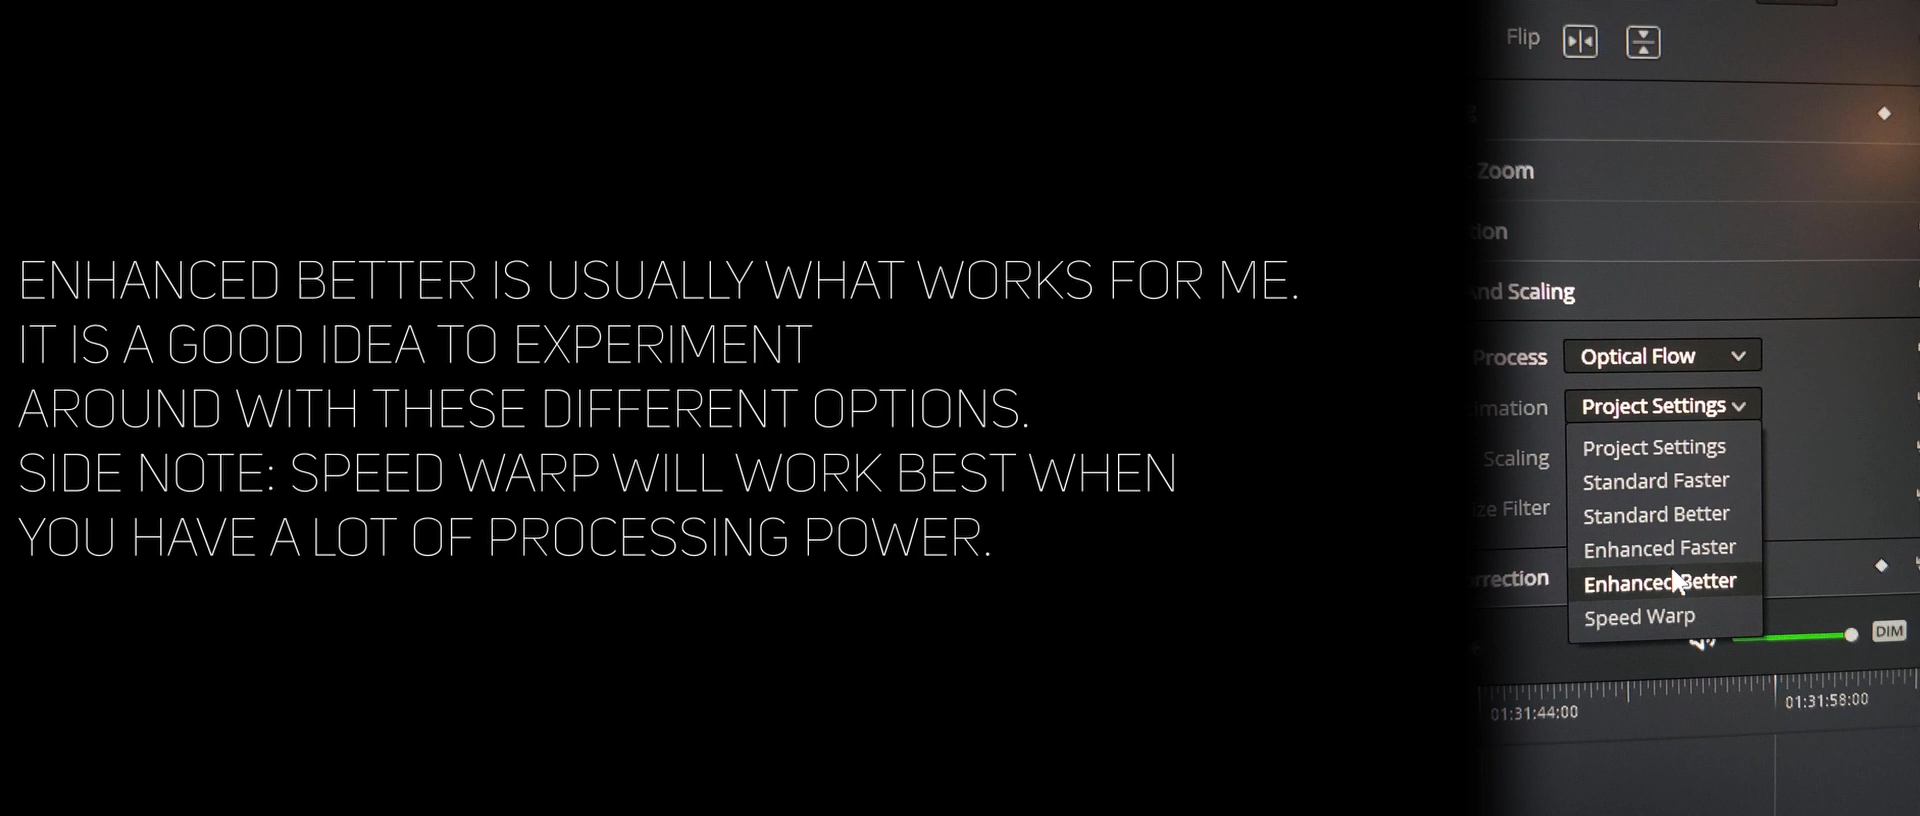 ENHANCED BETTER IS USUALLY WHAT WORKS FOR ME.
IT IS A GOOD IDEA TO EXPERIMENT
AROUND WITH THESE DIFFERENT OPTIONS.
SIDE NOTE: SPEED WARP WILL WORK BEST WHEN
YOU HAVE A LOT OF PROCESSING POWER.
Flip
Zoom
And Scaling
Process Optical Flow
Project Settings
Project Settings
Scaling
Standard Faster
Standard Better
Filter
Enhanced Faster
Enhanced Better
Speed Warp
DIM
01:31:44:00
01:31:58:00